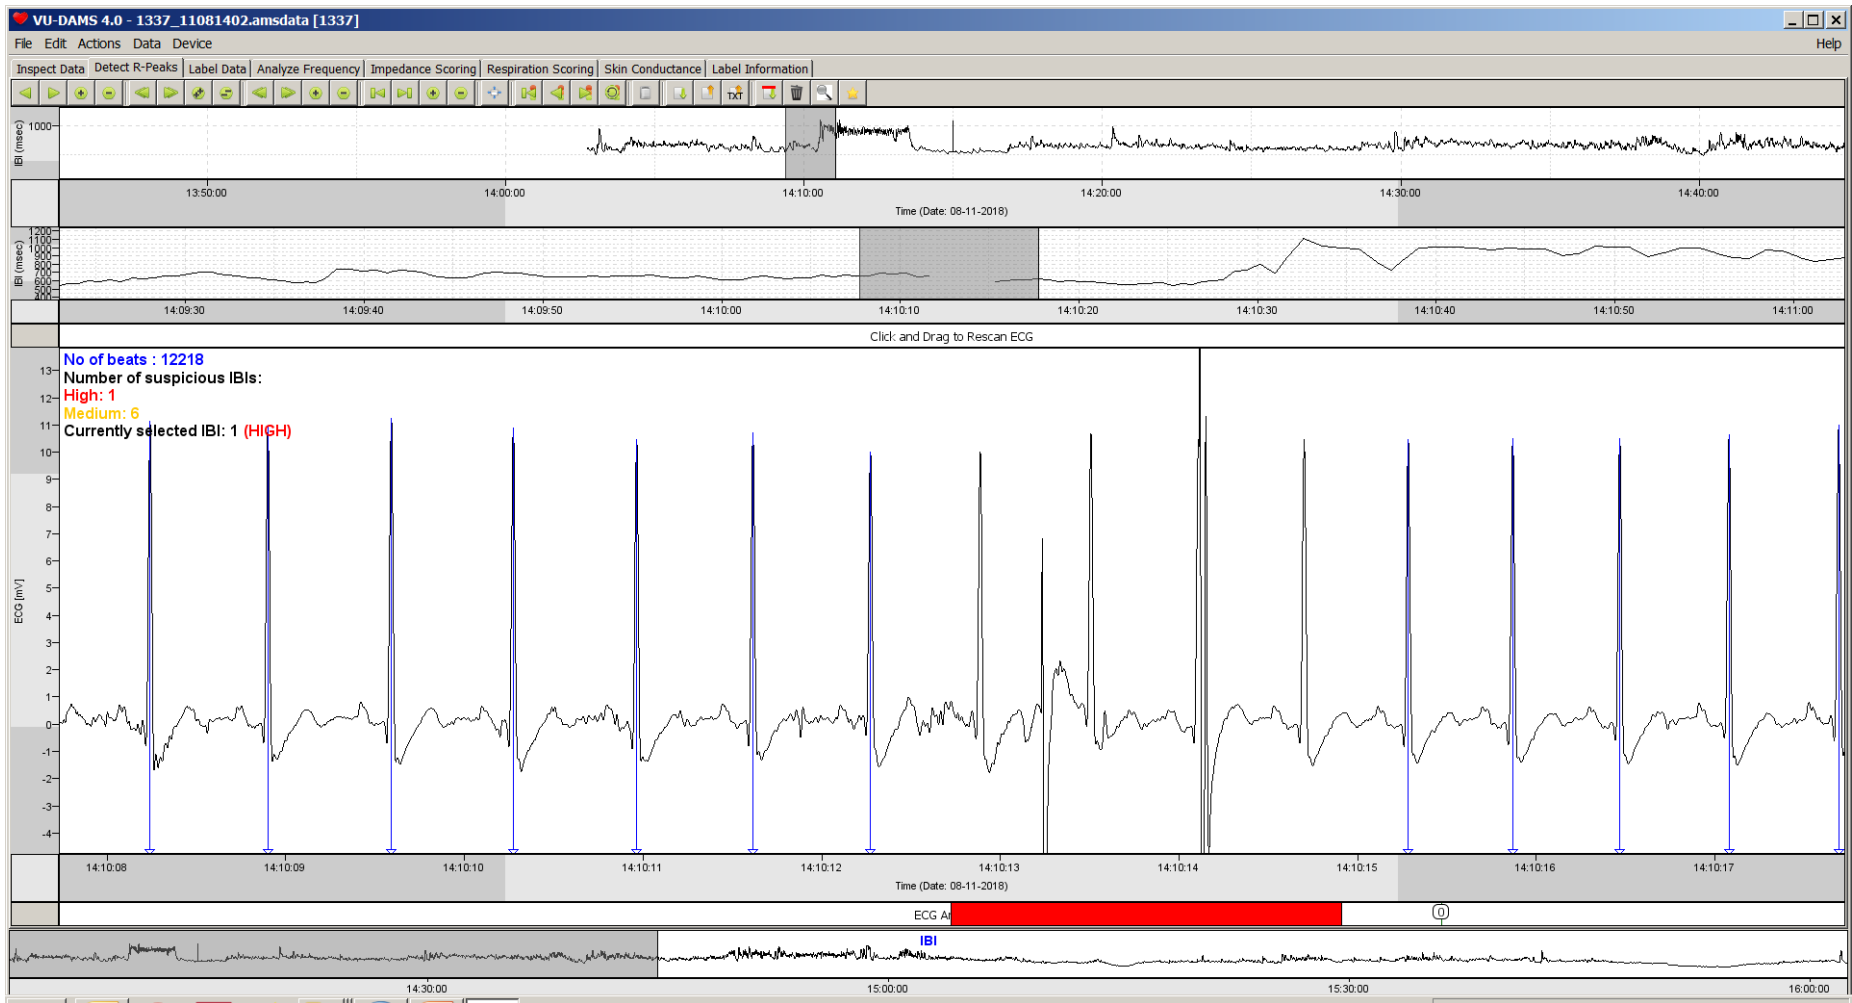 VU-DAMS 4.0 - 1337_11081402.amsdata [1337]
File Edit Actions Data Device Help
Inspect Data Detect R-Peaks Label Data Analyze Frequency Impedance Scoring Respiration Scoring Skin Conductance Label Information
TXT
IBI (msec)
1000
13:50:00 14:00:00 14:10:00 14:20:00 14:30:00 14:40:00
Time (Date: 08-11-2018)
IBI (msec)
1200
1100
1000
900
800
700
600
500
400
14:09:30 14:09:40 14:09:50 14:10:00 14:10:10 14:10:20 14:10:30 14:10:40 14:10:50 14:11:00
Click and Drag to Rescan ECG
No of beats : 12218
Number of suspicious IBIs:
High: 1
Medium: 6
Currently selected IBI: 1 (HIGH)
ECG [mV]
13
12
11
10
9
8
7
6
5
4
3
2
1
0
-1
-2
-3
-4
14:10:08 14:10:09 14:10:10 14:10:11 14:10:12 14:10:13 14:10:14 14:10:15 14:10:16 14:10:17
Time (Date: 08-11-2018)
ECG Ar
0
IBI
14:30:00 15:00:00 15:30:00 16:00:00